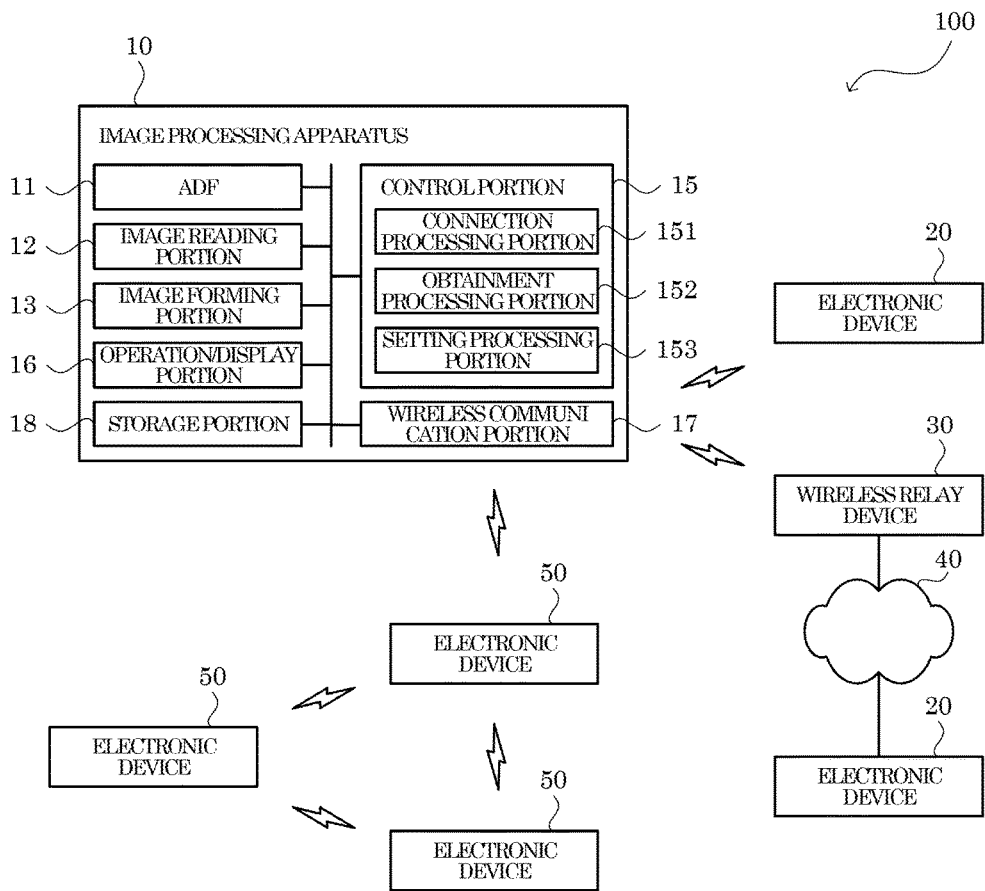 100
10
IMAGE PROCESSING APPARATUS
11
ADF
12
IMAGE READING
PORTION
13
IMAGE FORMING
PORTION
16
OPERATION/DISPLAY
PORTION
18
STORAGE PORTION
CONTROL PORTION
15
CONNECTION
PROCESSING PORTION
151
OBTAINMENT
PROCESSING PORTION
152
SETTING PROCESSING
PORTION
153
WIRELESS COMMUNI
CATION PORTION
17
20
ELECTRONIC
DEVICE
30
WIRELESS RELAY
DEVICE
40
20
ELECTRONIC
DEVICE
50
ELECTRONIC
DEVICE
50
ELECTRONIC
DEVICE
50
ELECTRONIC
DEVICE